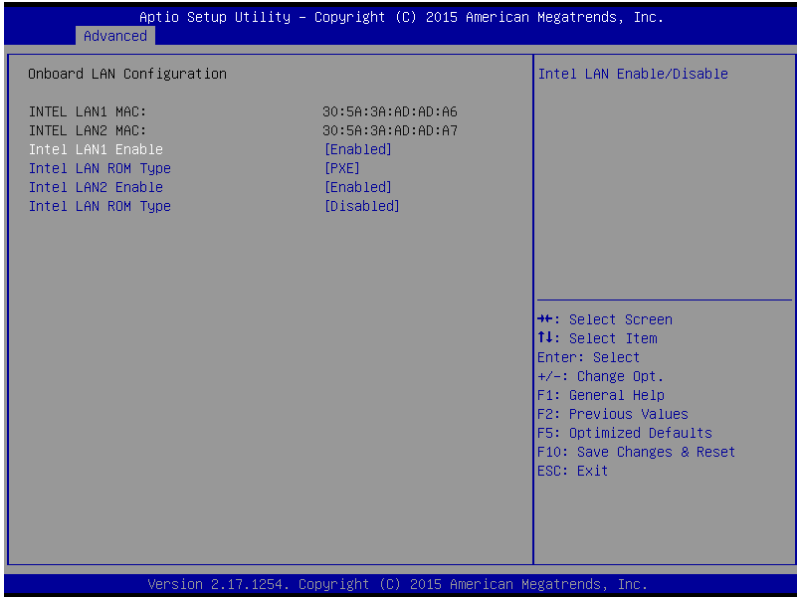 Aptio Setup Utility – Copyright (C) 2015 American Megatrends, Inc.
Advanced
Onboard LAN Configuration
INTEL LAN1 MAC: 30:5A:3A:AD:AD:A6
INTEL LAN2 MAC: 30:5A:3A:AD:AD:A7
Intel LAN1 Enable [Enabled]
Intel LAN ROM Type [PXE]
Intel LAN2 Enable [Enabled]
Intel LAN ROM Type [Disabled]
Intel LAN Enable/Disable
→←: Select Screen
↑↓: Select Item
Enter: Select
+/-: Change Opt.
F1: General Help
F2: Previous Values
F5: Optimized Defaults
F10: Save Changes & Reset
ESC: Exit
Version 2.17.1254. Copyright (C) 2015 American Megatrends, Inc.